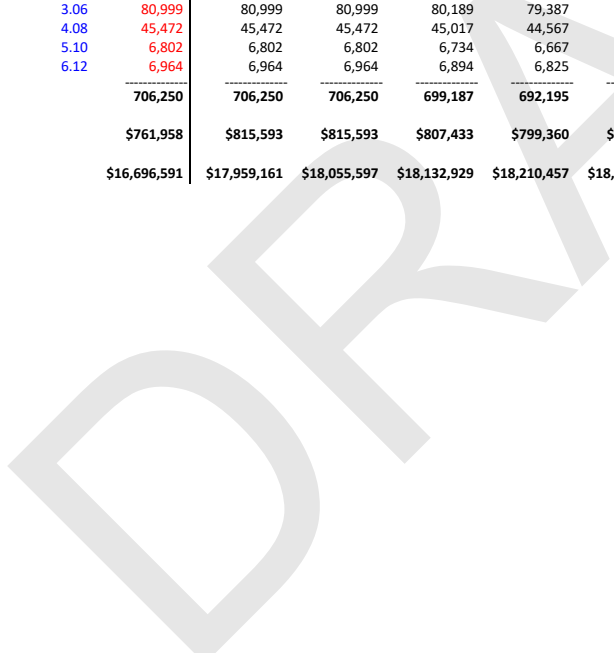 3.06 80,999 80,999 80,999 80,189 79,387
4.08 45,472 45,472 45,472 45,017 44,567
5.10 6,802 6,802 6,802 6,734 6,667
6.12 6,964 6,964 6,964 6,894 6,825
-------------- -------------- -------------- -------------- -------------- --
706,250 706,250 706,250 699,187 692,195
$761,958 $815,593 $815,593 $807,433 $799,360 $
$16,696,591 $17,959,161 $18,055,597 $18,132,929 $18,210,457 $18,
DRA